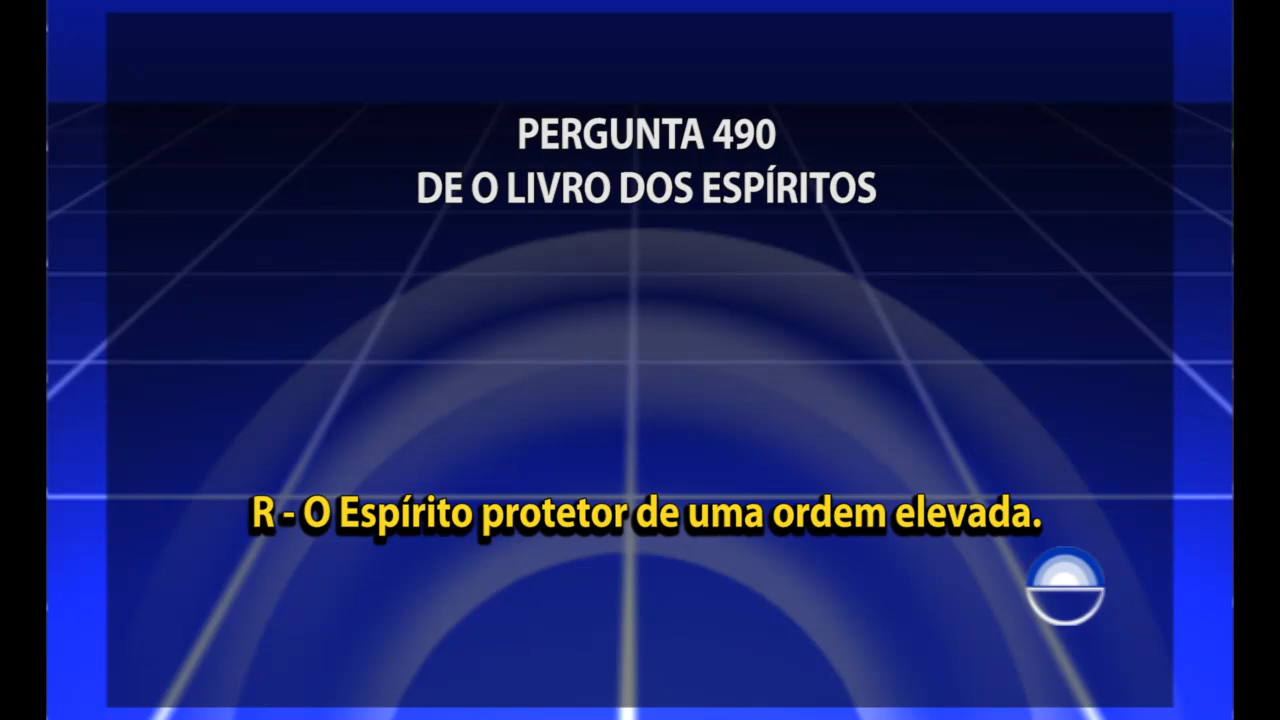 PERGUNTA 490
DE O LIVRO DOS ESPÍRITOS
R - O Espírito protetor de uma ordem elevada.